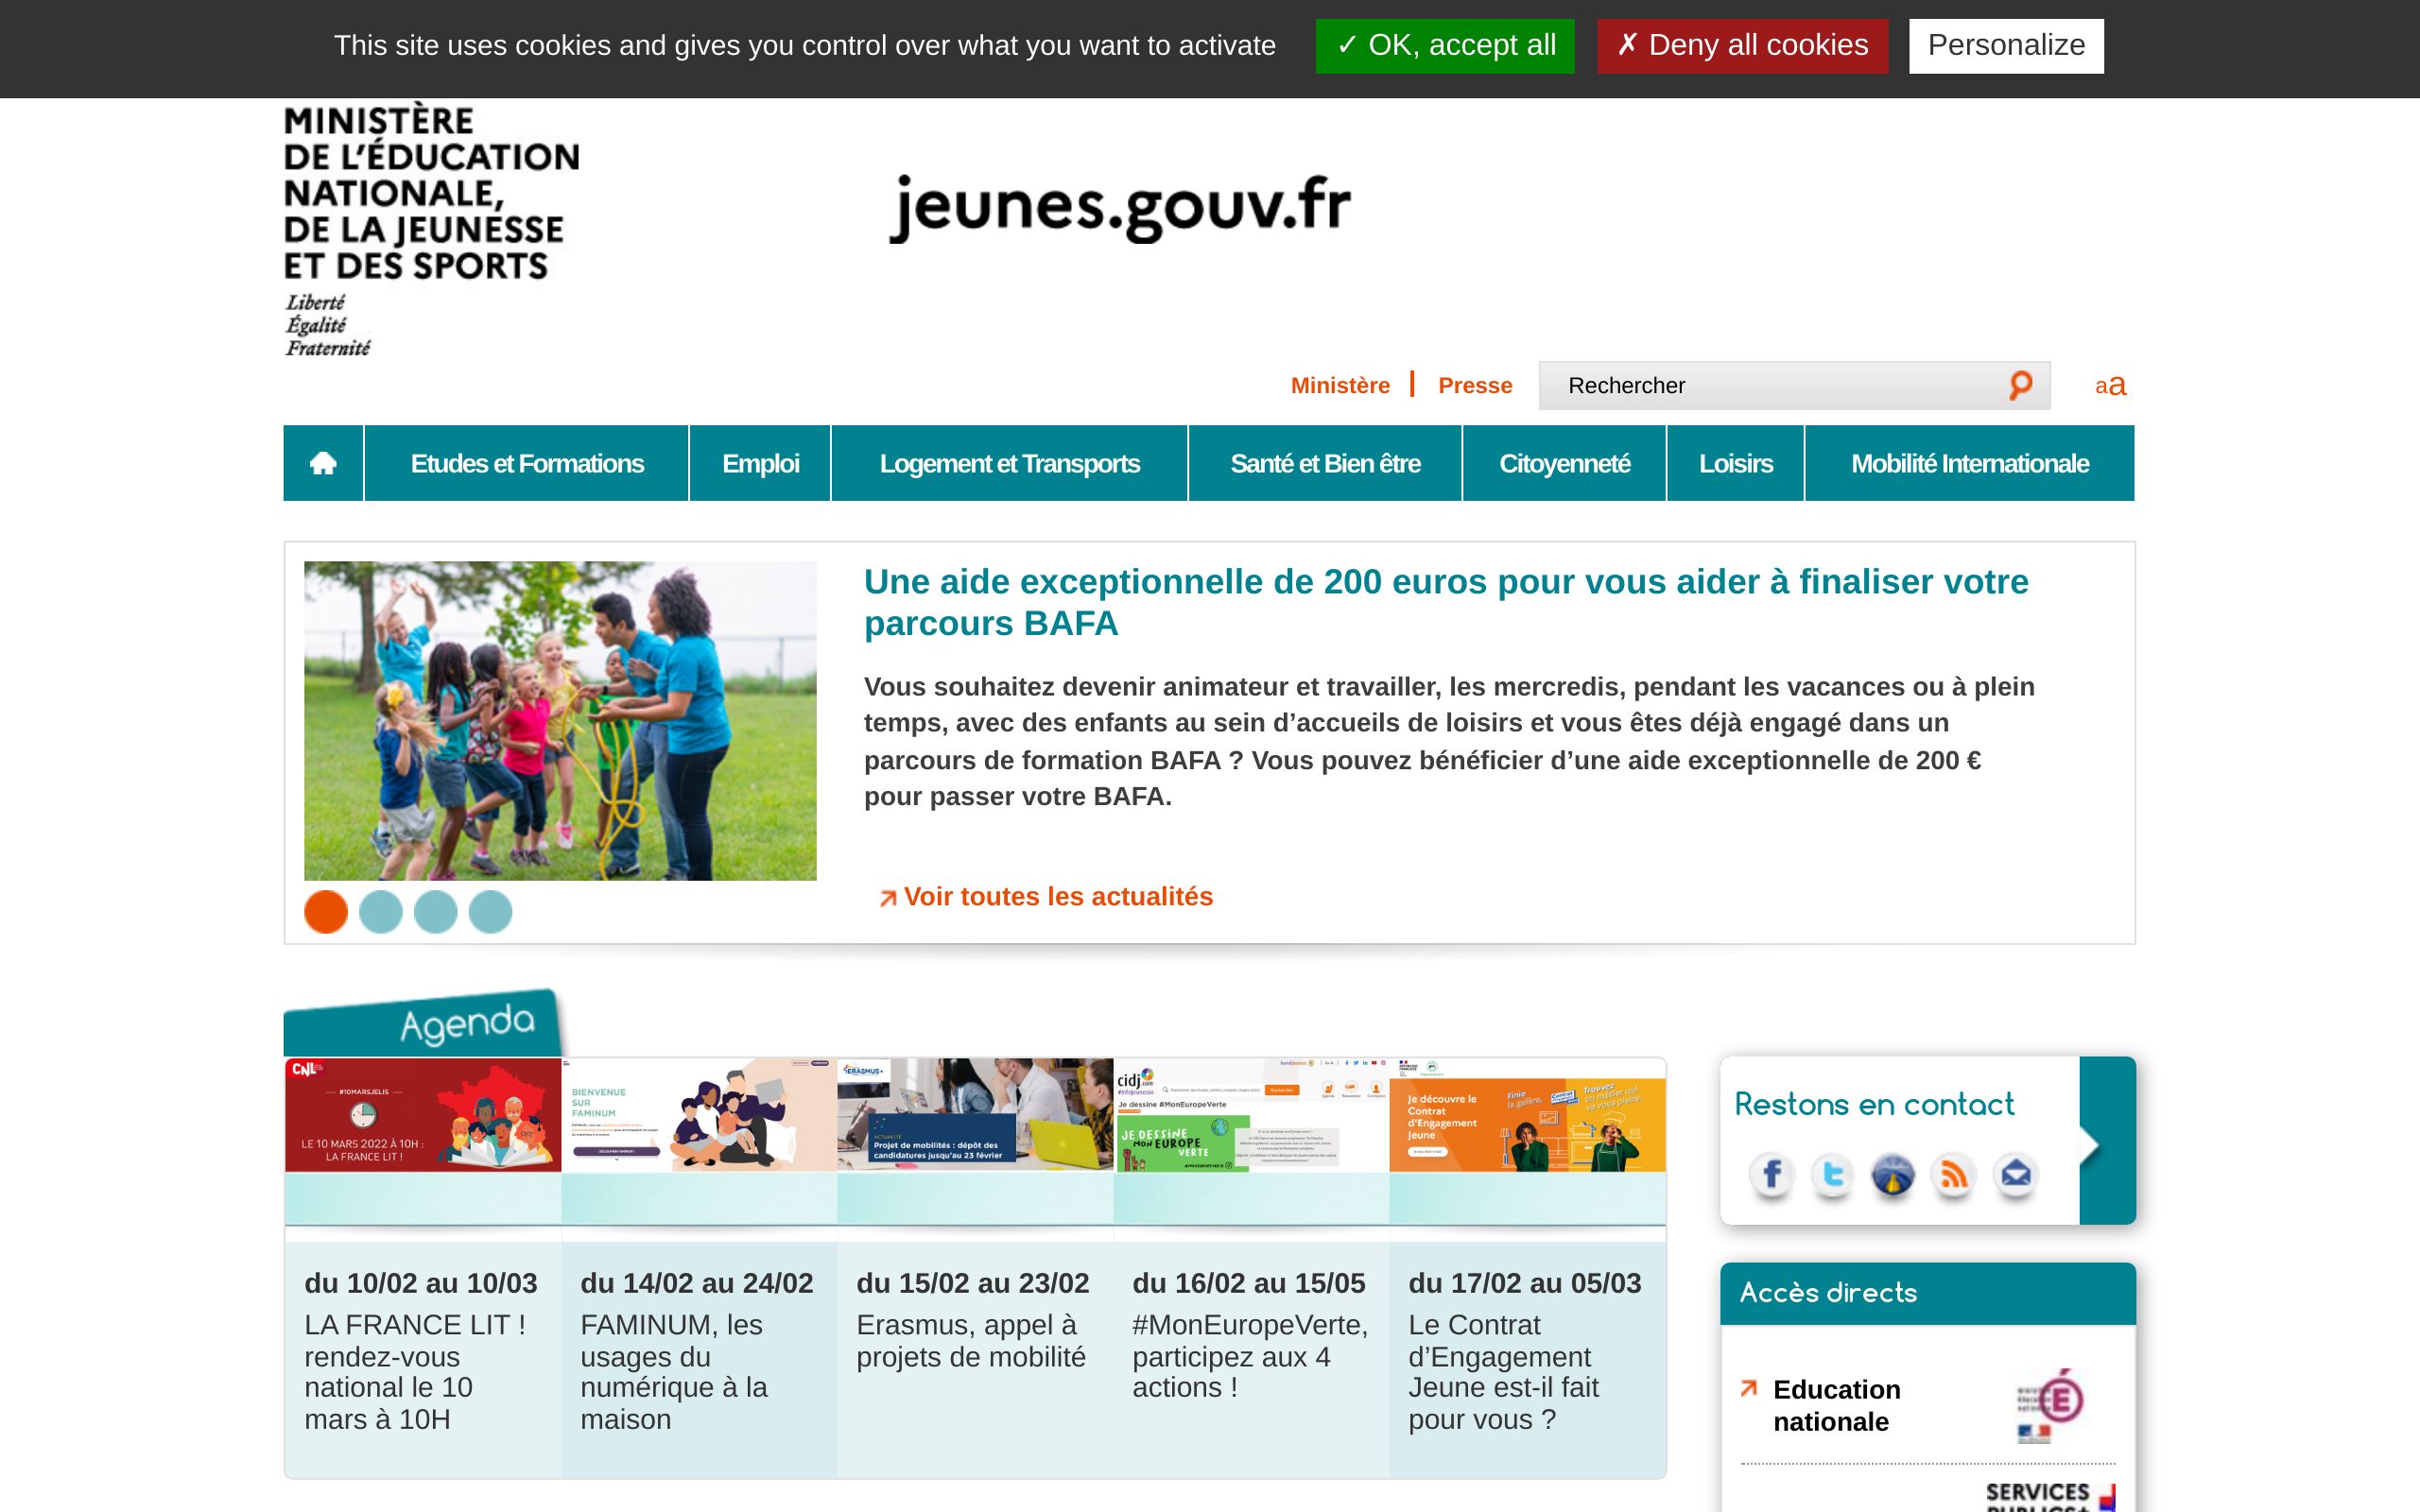 This site uses cookies and gives you control over what you want to activate
✓ OK, accept all
✗ Deny all cookies
Personalize
MINISTÈRE
DE L'ÉDUCATION
NATIONALE,
DE LA JEUNESSE
ET DES SPORTS
Liberté
Égalité
Fraternité
jeunes.gouv.fr
Ministère
Presse
Rechercher
aa
Etudes et Formations
Emploi
Logement et Transports
Santé et Bien être
Citoyenneté
Loisirs
Mobilité Internationale
Une aide exceptionnelle de 200 euros pour vous aider à finaliser votre
parcours BAFA
Vous souhaitez devenir animateur et travailler, les mercredis, pendant les vacances ou à plein
temps, avec des enfants au sein d'accueils de loisirs et vous êtes déjà engagé dans un
parcours de formation BAFA ? Vous pouvez bénéficier d'une aide exceptionnelle de 200 €
pour passer votre BAFA.
Voir toutes les actualités
Agenda
CNL
#10MARSJELIS
LE 10 MARS 2022 À 10H :
LA FRANCE LIT !
BIENVENUE
SUR
FAMINUM
ERASMUS+
ACTUALITÉ
Projet de mobilités : dépôt des
candidatures jusqu'au 23 février
cidj.com
Je dessine #MonEuropeVerte
JE DESSINE
MON EUROPE
VERTE
Je découvre le
Contrat
d'Engagement
Jeune
Finie
la galère,
Trouvez
un métier qui
va vous plaire.
du 10/02 au 10/03
LA FRANCE LIT !
rendez-vous
national le 10
mars à 10H
du 14/02 au 24/02
FAMINUM, les
usages du
numérique à la
maison
du 15/02 au 23/02
Erasmus, appel à
projets de mobilité
du 16/02 au 15/05
#MonEuropeVerte,
participez aux 4
actions !
du 17/02 au 05/03
Le Contrat
d'Engagement
Jeune est-il fait
pour vous ?
Restons en contact
Accès directs
Education
nationale
SERVICES